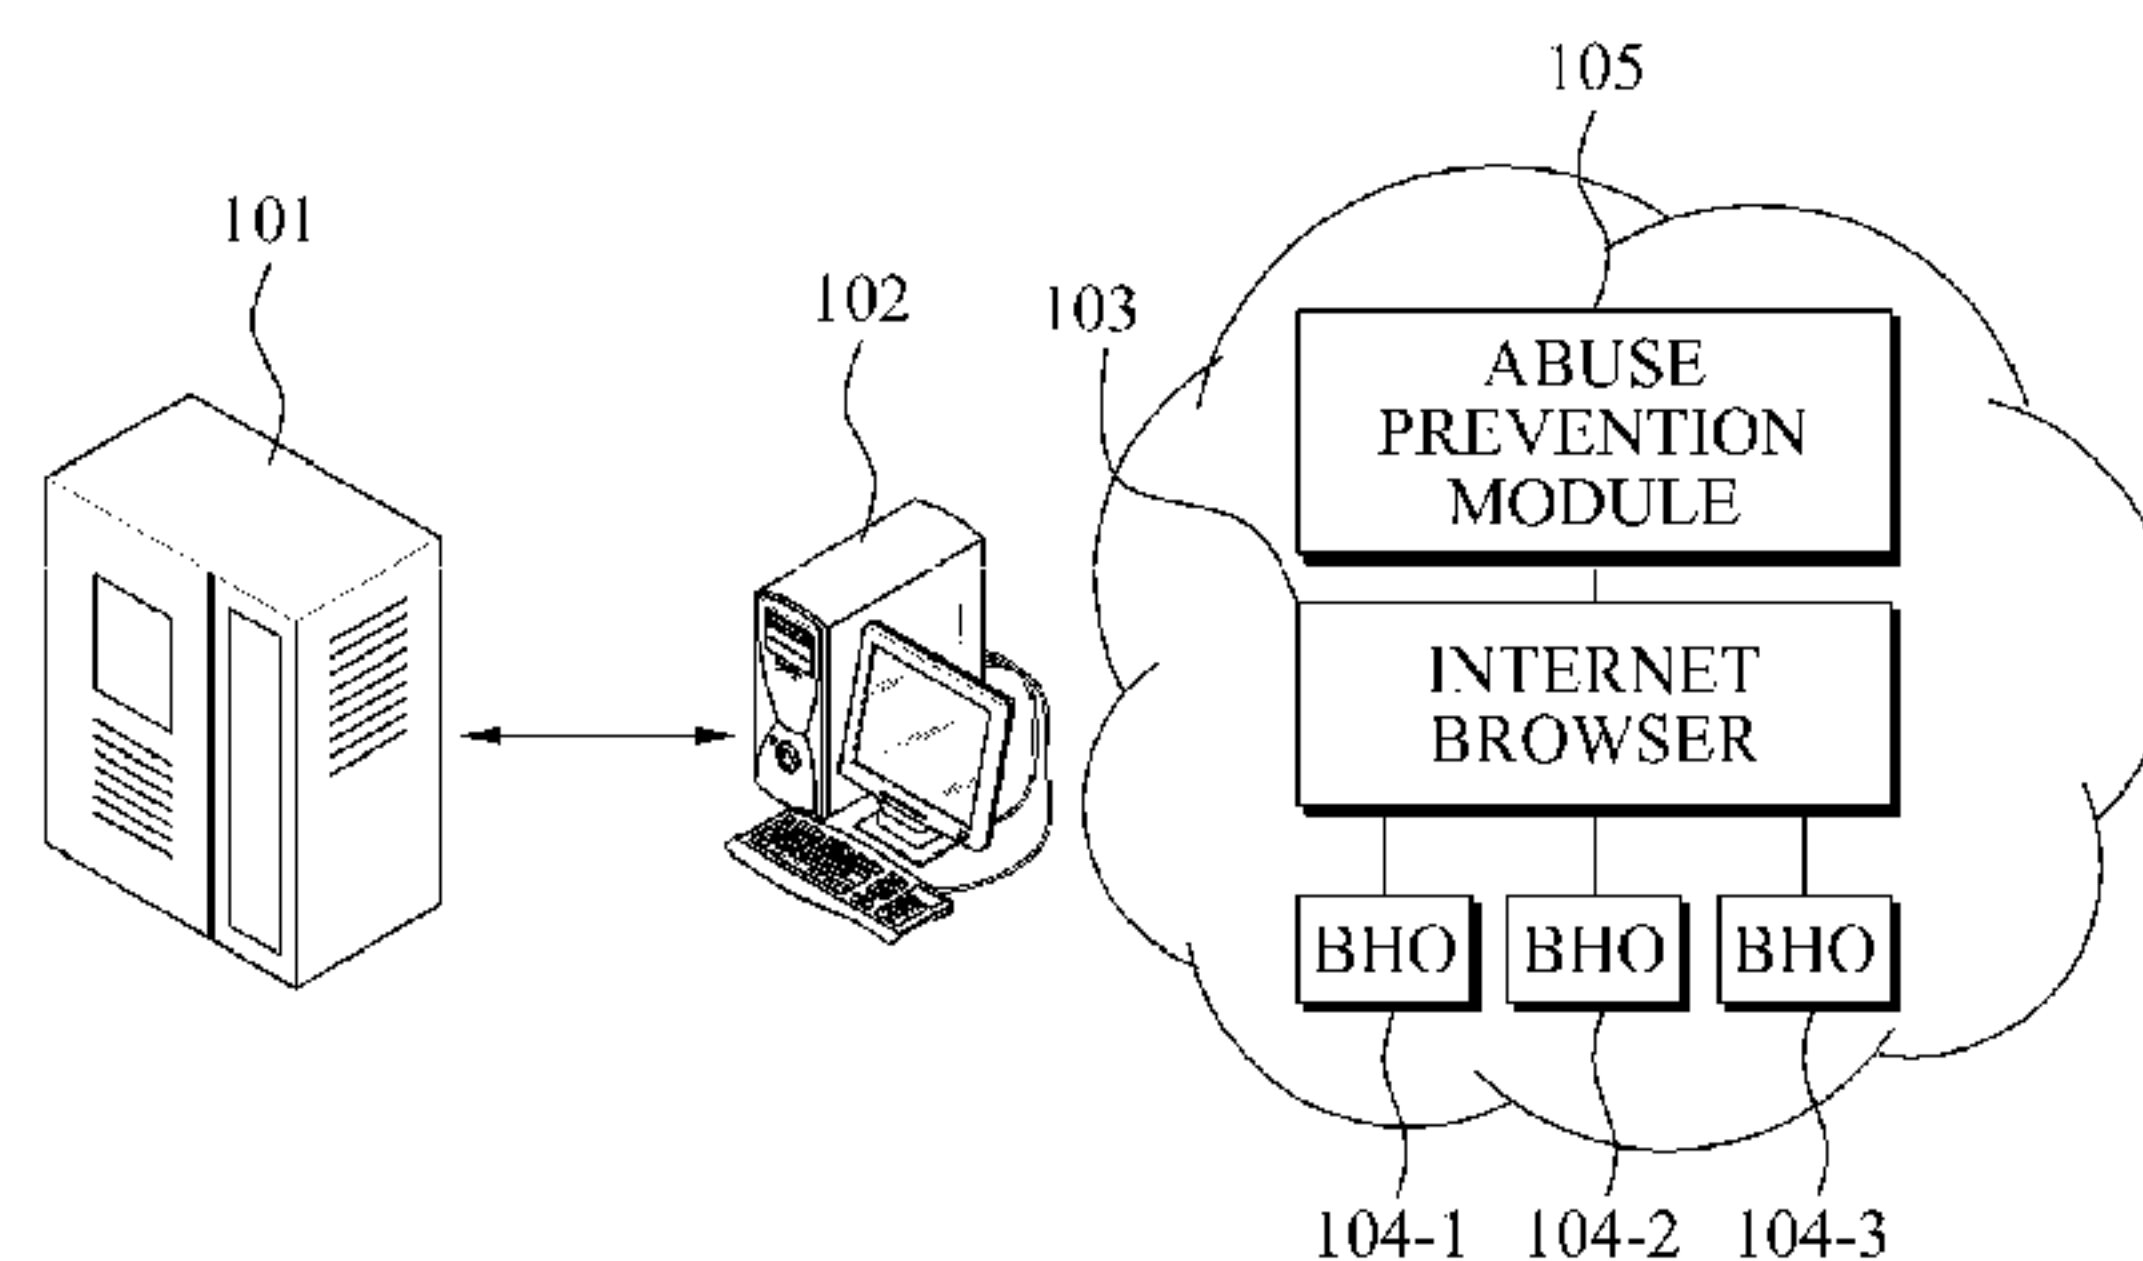 105
101
102
103
ABUSE
PREVENTION
MODULE
INTERNET
BROWSER
BHO BHO BHO
104-1 104-2 104-3